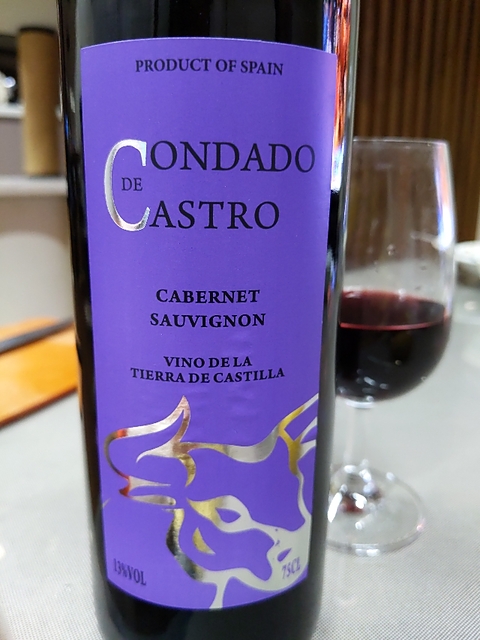 PRODUCT OF SPAIN
CONDADO
DE
CASTRO
CABERNET
SAUVIGNON
VINO DE LA
TIERRA DE CASTILLA
13%VOL
75CL